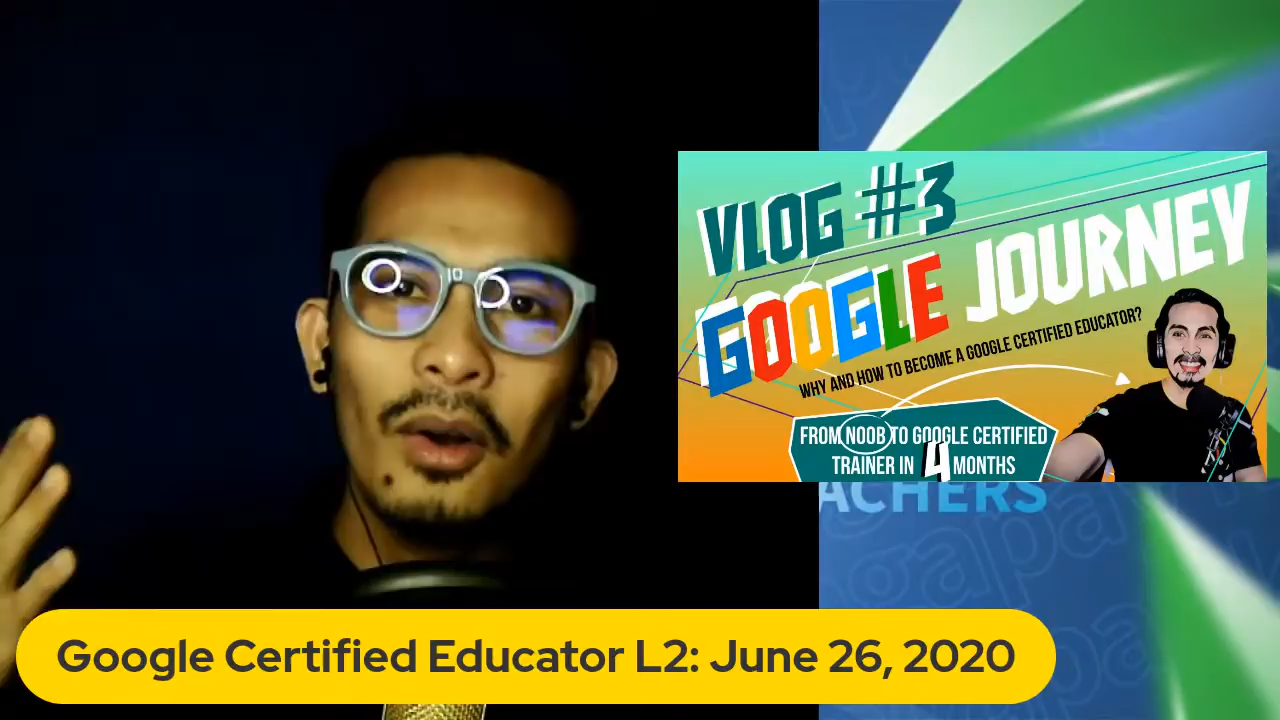 VLOG #3
GOOGLE JOURNEY
WHY AND HOW TO BECOME A GOOGLE CERTIFIED EDUCATOR?
FROM NOOB TO GOOGLE CERTIFIED
TRAINER IN 4 MONTHS
ACHERS
Google Certified Educator L2: June 26, 2020